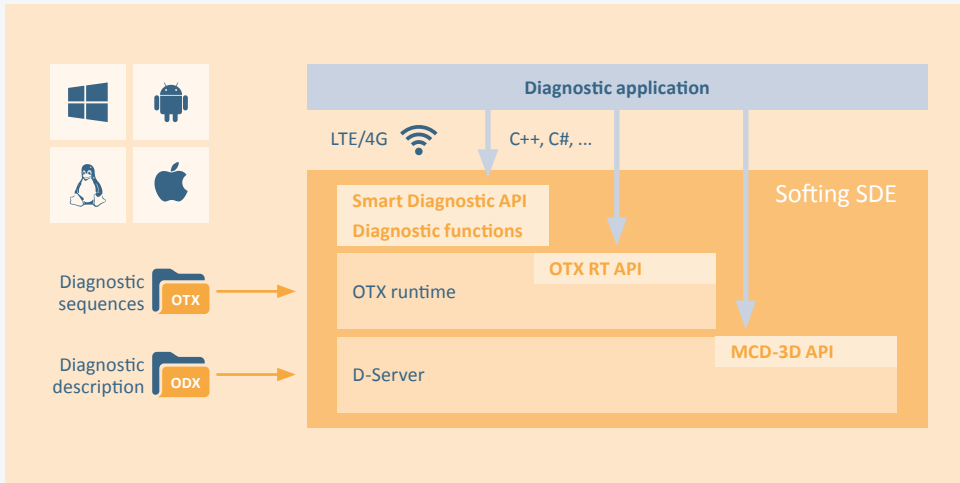 Diagnostic application
LTE/4G
C++, C#, ...
Softing SDE
Smart Diagnostic API
Diagnostic functions
OTX RT API
OTX runtime
Diagnostic
sequences
OTX
MCD-3D API
D-Server
Diagnostic
description
ODX